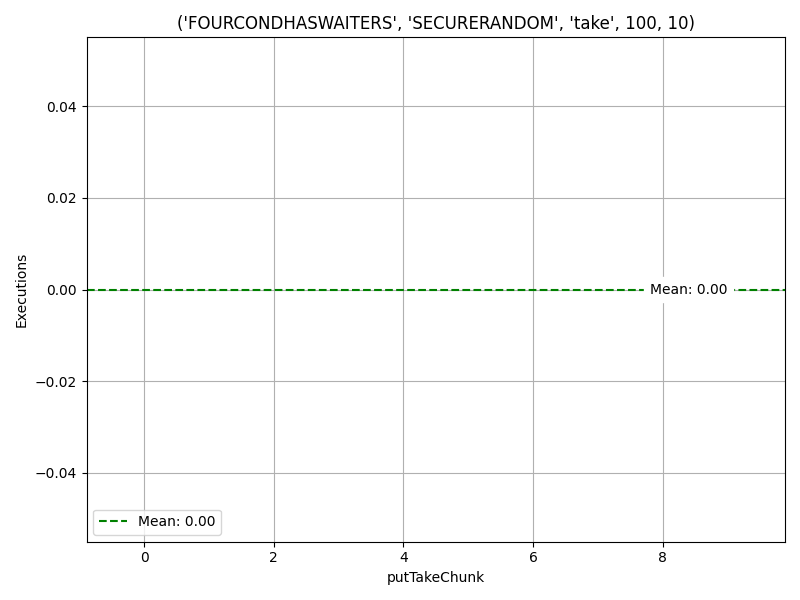 ('FOURCONDHASWAITERS', 'SECURERANDOM', 'take', 100, 10)
0.04
0.02
0.00
−0.02
−0.04
Executions
Mean: 0.00
Mean: 0.00
0 2 4 6 8
putTakeChunk